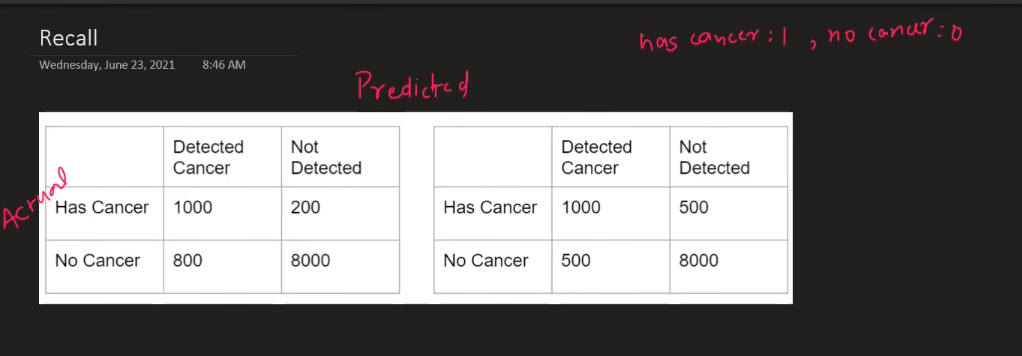 Recall
has cancer : 1 , no cancer : 0
Wednesday, June 23, 2021 8:46 AM
Predicted
Actual
Detected Cancer Not Detected
Has Cancer 1000 200
No Cancer 800 8000
Detected Cancer Not Detected
Has Cancer 1000 500
No Cancer 500 8000